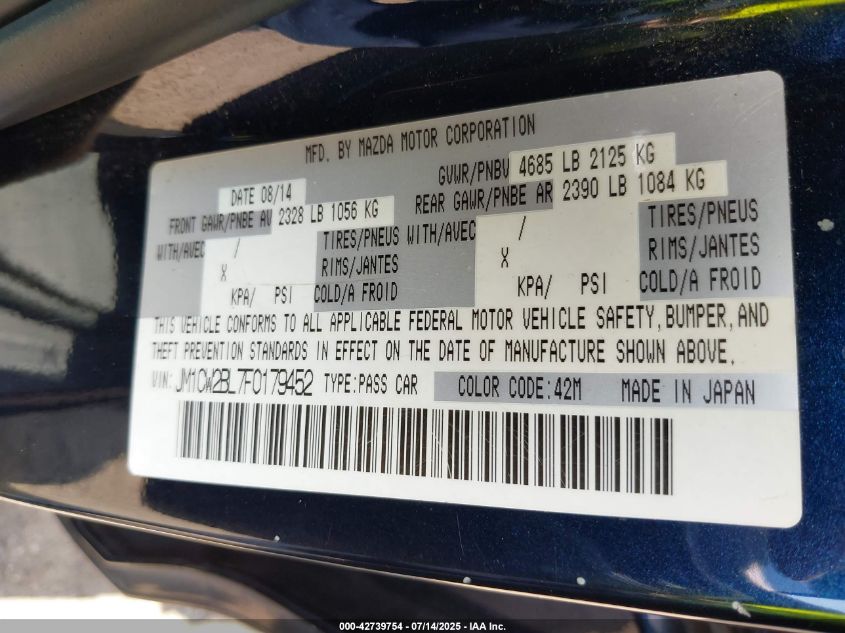 MFD. BY MAZDA MOTOR CORPORATION
DATE 08/14 GVWR/PNBV 4685 LB 2125 KG
FRONT GAWR/PNBE AV 2328 LB 1056 KG REAR GAWR/PNBE AR 2390 LB 1084 KG
WITH/AVEC / TIRES/PNEUS WITH/AVEC / TIRES/PNEUS
X RIMS/JANTES X RIMS/JANTES
KPA/ PSI COLD/A FROID KPA/ PSI COLD/A FROID
THIS VEHICLE CONFORMS TO ALL APPLICABLE FEDERAL MOTOR VEHICLE SAFETY, BUMPER, AND
THEFT PREVENTION STANDARDS IN EFFECT ON THE DATE OF MANUFACTURE SHOWN ABOVE.
VIN: JM1CW2BL7F0179452 TYPE:PASS CAR COLOR CODE:42M MADE IN JAPAN
000-42739754 - 07/14/2025 - IAA Inc.